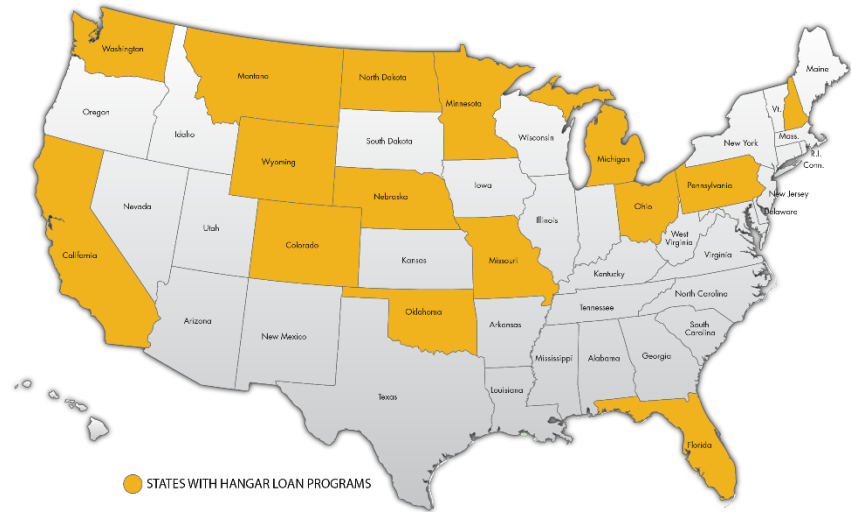 Washington
Montana
North Dakota
Minnesota
Maine
Vt.
Oregon
Idaho
South Dakota
Wisconsin
Michigan
New York
Mass.
R.I.
Conn.
Wyoming
Nebraska
Iowa
Pennsylvania
New Jersey
Delaware
Ohio
Illinois
Nevada
Utah
Colorado
Kansas
Missouri
West
Virginia
Virginia
California
Kentucky
North Carolina
Tennessee
Oklahoma
Arkansas
South
Carolina
Arizona
New Mexico
Mississippi
Alabama
Georgia
Texas
Louisiana
Florida
STATES WITH HANGAR LOAN PROGRAMS